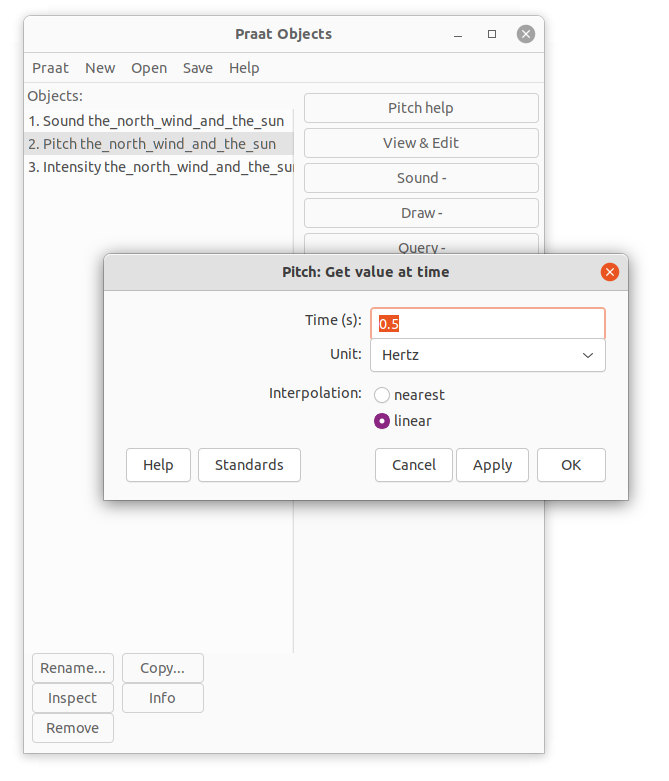 Praat Objects
Praat New Open Save Help
Objects:
1. Sound the_north_wind_and_the_sun
2. Pitch the_north_wind_and_the_sun
3. Intensity the_north_wind_and_the_su
Pitch help
View & Edit
Sound -
Draw -
Query -
Pitch: Get value at time
Time (s): 0.5
Unit: Hertz
Interpolation: nearest
linear
Help Standards Cancel Apply OK
Rename... Copy...
Inspect Info
Remove